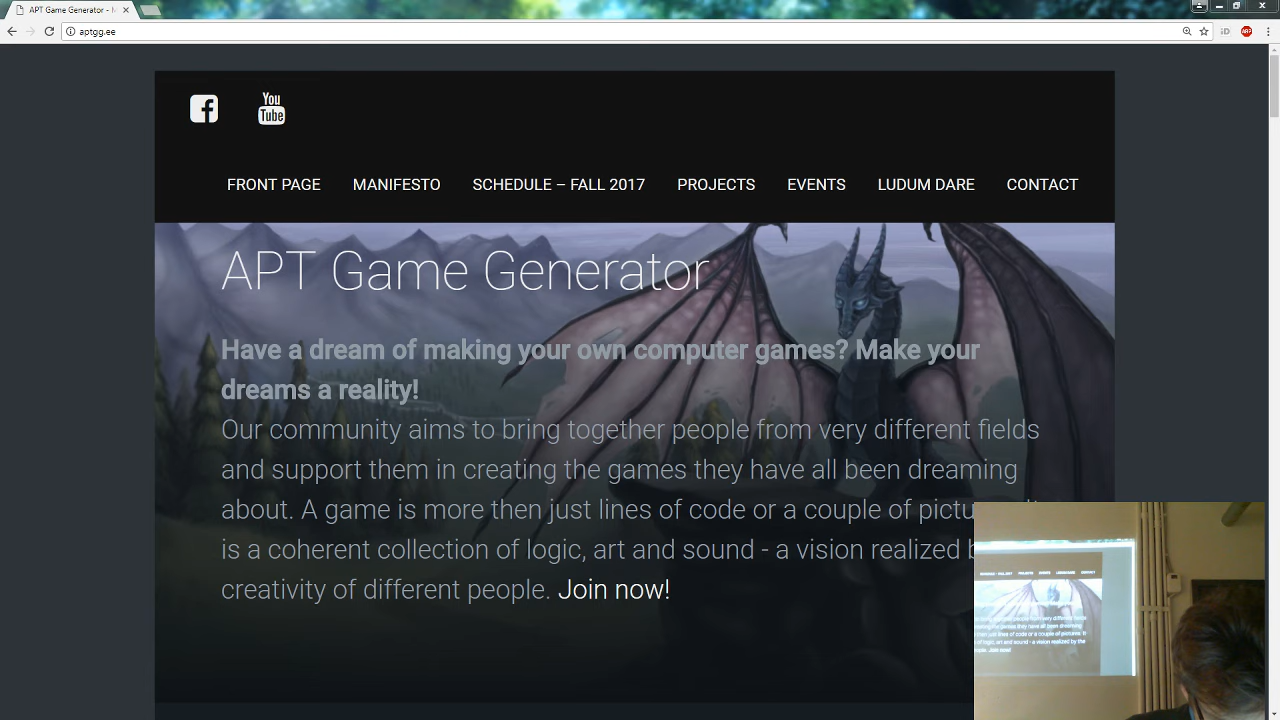 APT Game Generator - M
aptgg.ee
You
Tube
FRONT PAGE MANIFESTO SCHEDULE – FALL 2017 PROJECTS EVENTS LUDUM DARE CONTACT
APT Game Generator
Have a dream of making your own computer games? Make your
dreams a reality!
Our community aims to bring together people from very different fields
and support them in creating the games they have all been dreaming
about. A game is more then just lines of code or a couple of
is a coherent collection of logic, art and sound - a vision realized
creativity of different people. Join now!